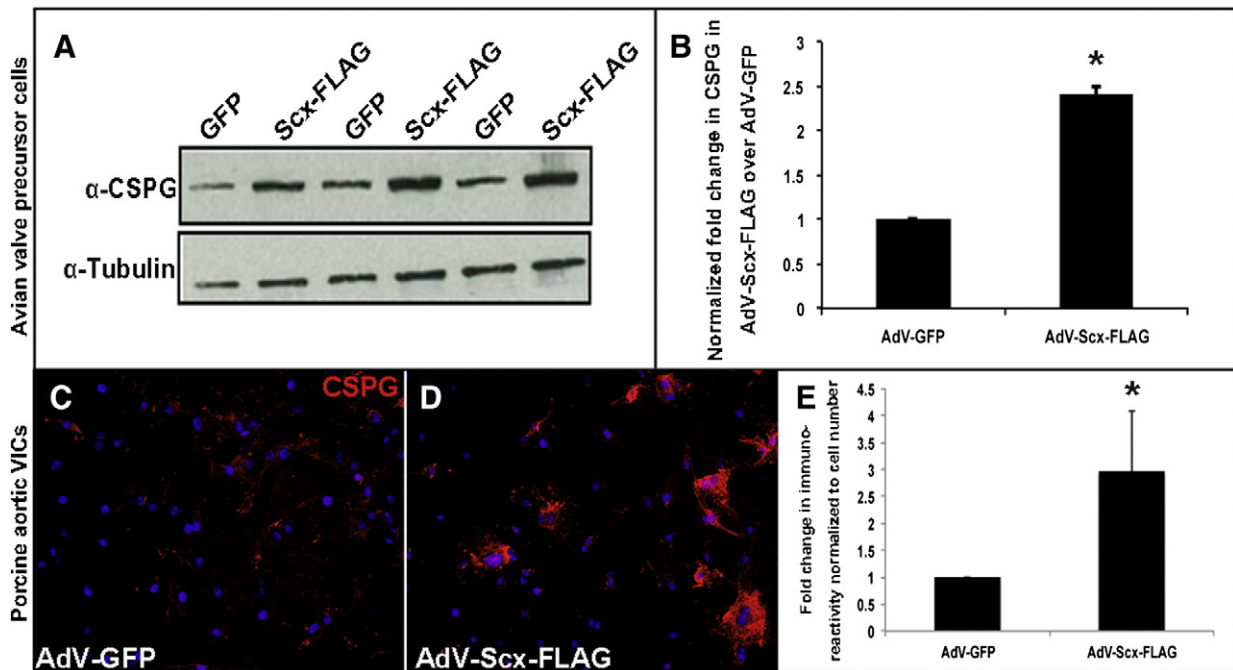 Avian valve precursor cells
A
GFP Scx-FLAG GFP Scx-FLAG GFP Scx-FLAG
α-CSPG
α-Tubulin
B
Normalized fold change in CSPG in
AdV-Scx-FLAG over AdV-GFP
3
2.5
2
1.5
1
0.5
0
*
AdV-GFP AdV-Scx-FLAG
Porcine aortic VICs
C
CSPG
AdV-GFP
D
AdV-Scx-FLAG
E
Fold change in immuno-
reactivity normalized to cell number
4.5
4
3.5
3
2.5
2
1.5
1
0.5
0
*
AdV-GFP AdV-Scx-FLAG